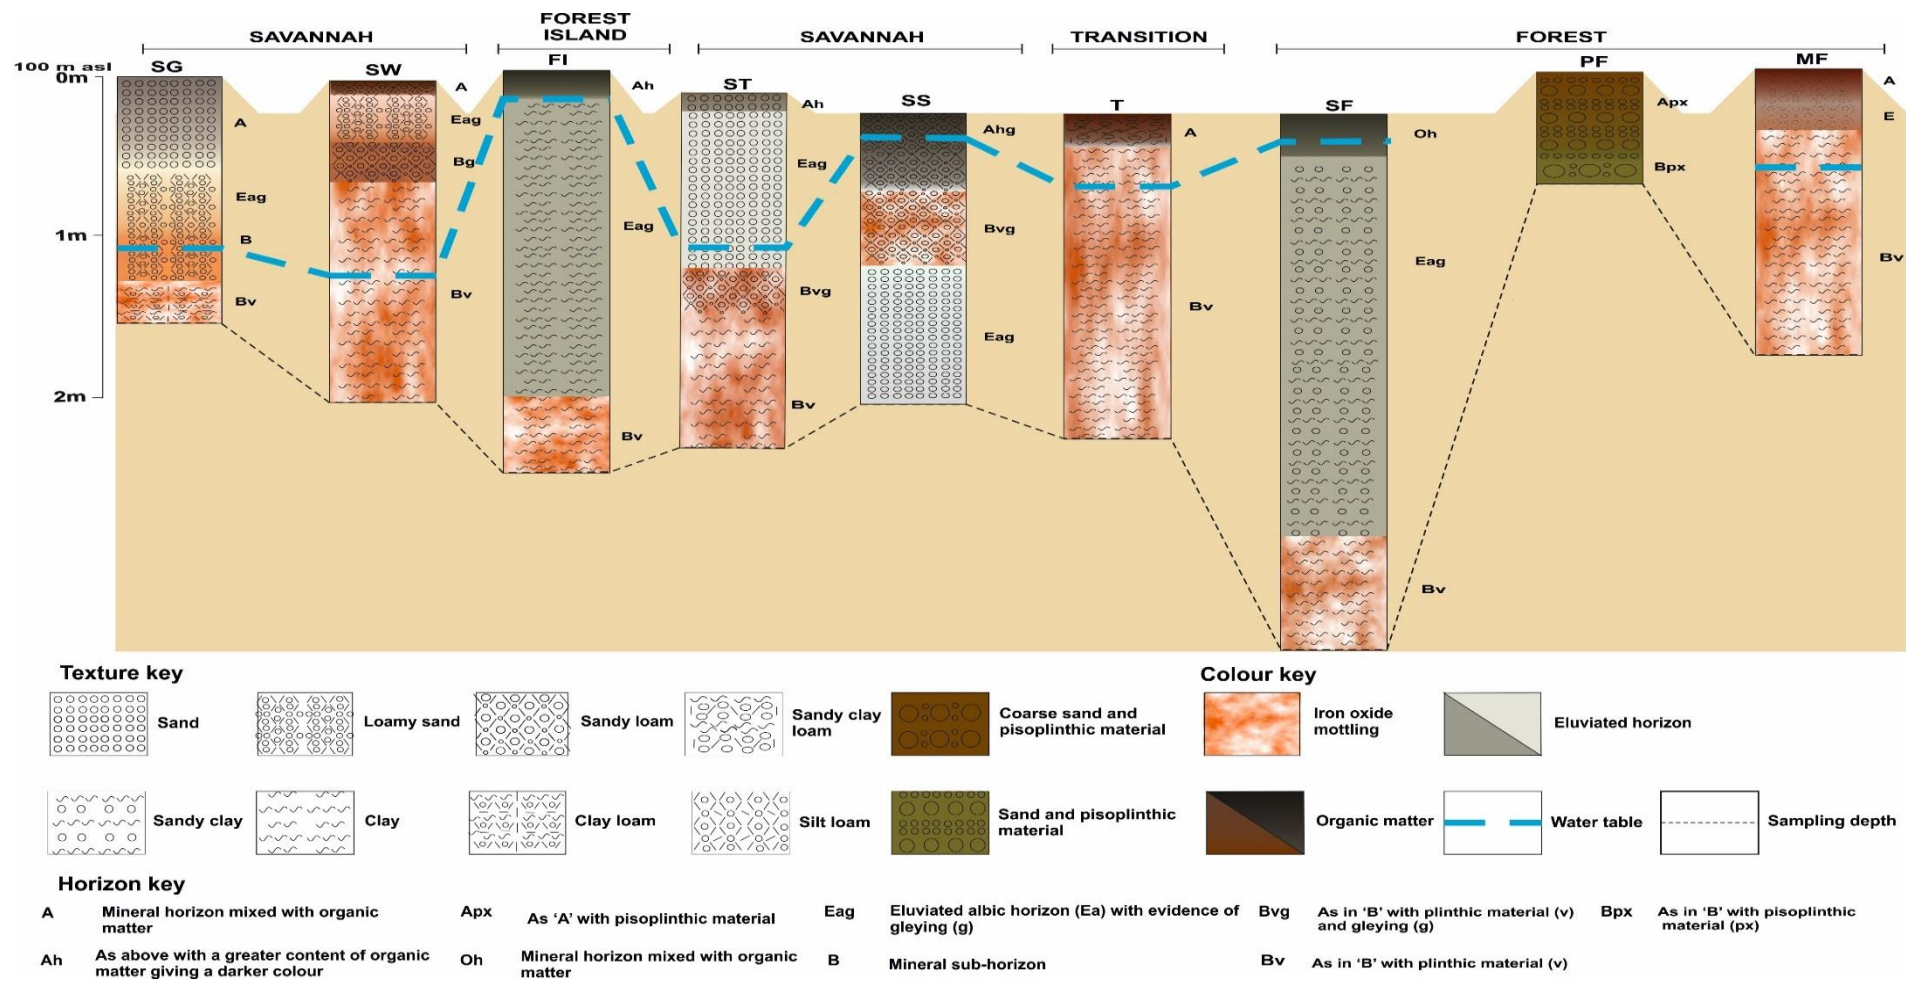 SAVANNAH
FOREST
ISLAND
SAVANNAH
TRANSITION
FOREST
100 m asl
SG
SW
FI
ST
SS
T
SF
PF
MF
0m
1m
2m
A
Eag
B
Bv
A
Eag
Bg
Bv
Ah
Eag
Bv
Ah
Eag
Bvg
Bv
Ahg
Bvg
Eag
A
Bv
Oh
Eag
Bv
Apx
Bpx
A
E
Bv
Texture key
Sand
Loamy sand
Sandy loam
Sandy clay
loam
Coarse sand and
pisoplinthic material
Sandy clay
Clay
Clay loam
Silt loam
Sand and pisoplinthic
material
Colour key
Iron oxide
mottling
Eluviated horizon
Organic matter
Water table
Sampling depth
Horizon key
A
Mineral horizon mixed with organic
matter
Apx
As ‘A’ with pisoplinthic material
Eag
Eluviated albic horizon (Ea) with evidence of
gleying (g)
Bvg
As in ‘B’ with plinthic material (v)
and gleying (g)
Bpx
As in ‘B’ with pisoplinthic
material (px)
Ah
As above with a greater content of organic
matter giving a darker colour
Oh
Mineral horizon mixed with organic
matter
B
Mineral sub-horizon
Bv
As in ‘B’ with plinthic material (v)